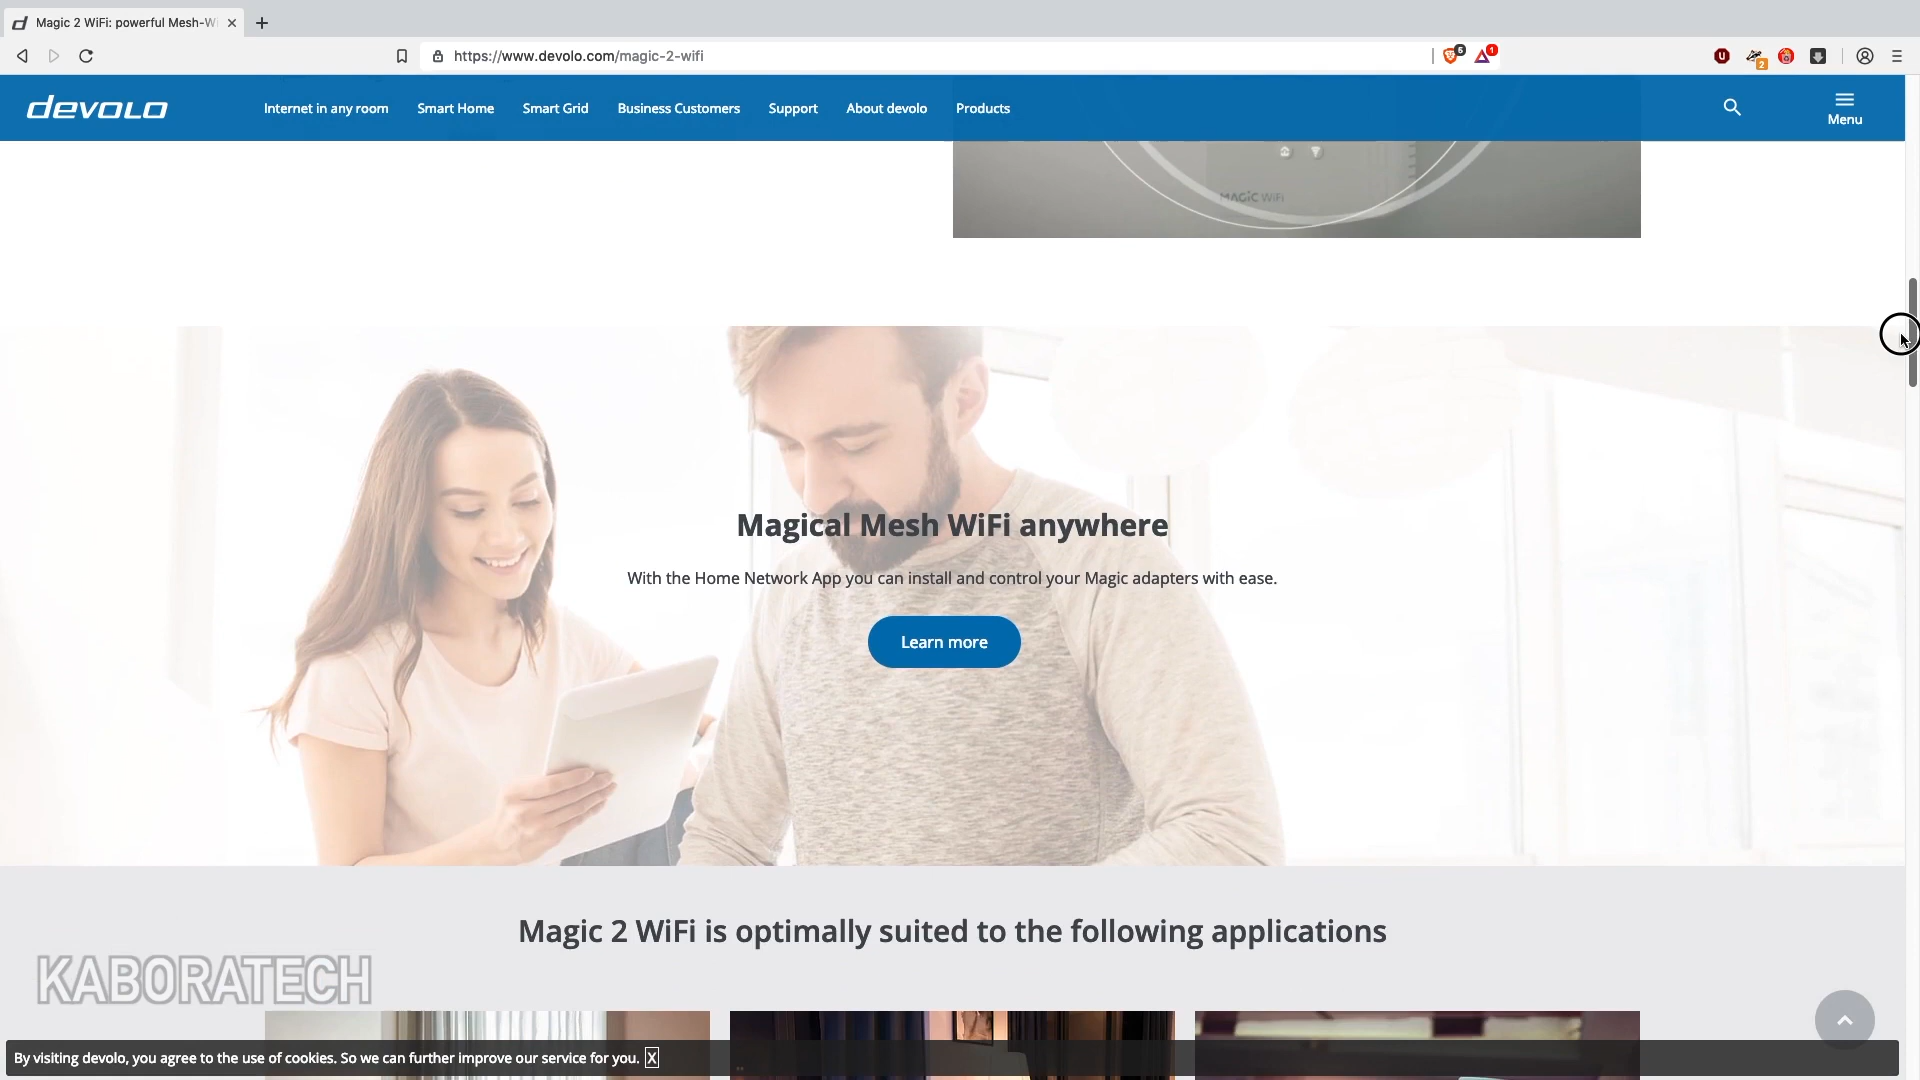 Magic 2 WiFi: powerful Mesh-Wi
https://www.devolo.com/magic-2-wifi
5
1
2
devolo
Internet in any room
Smart Home
Smart Grid
Business Customers
Support
About devolo
Products
Menu
MAGIC WiFi
Magical Mesh WiFi anywhere
With the Home Network App you can install and control your Magic adapters with ease.
Learn more
Magic 2 WiFi is optimally suited to the following applications
KABORATECH
By visiting devolo, you agree to the use of cookies. So we can further improve our service for you. X